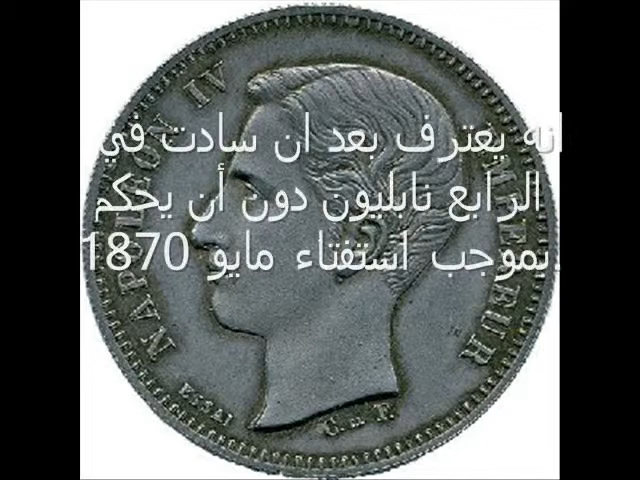 انه يعترف بعد ان سادت في
الرابع نابليون دون أن يحكم
بموجب استفتاء مايو 1870
NAPOLEON IV
EMPEREUR
ESSAI